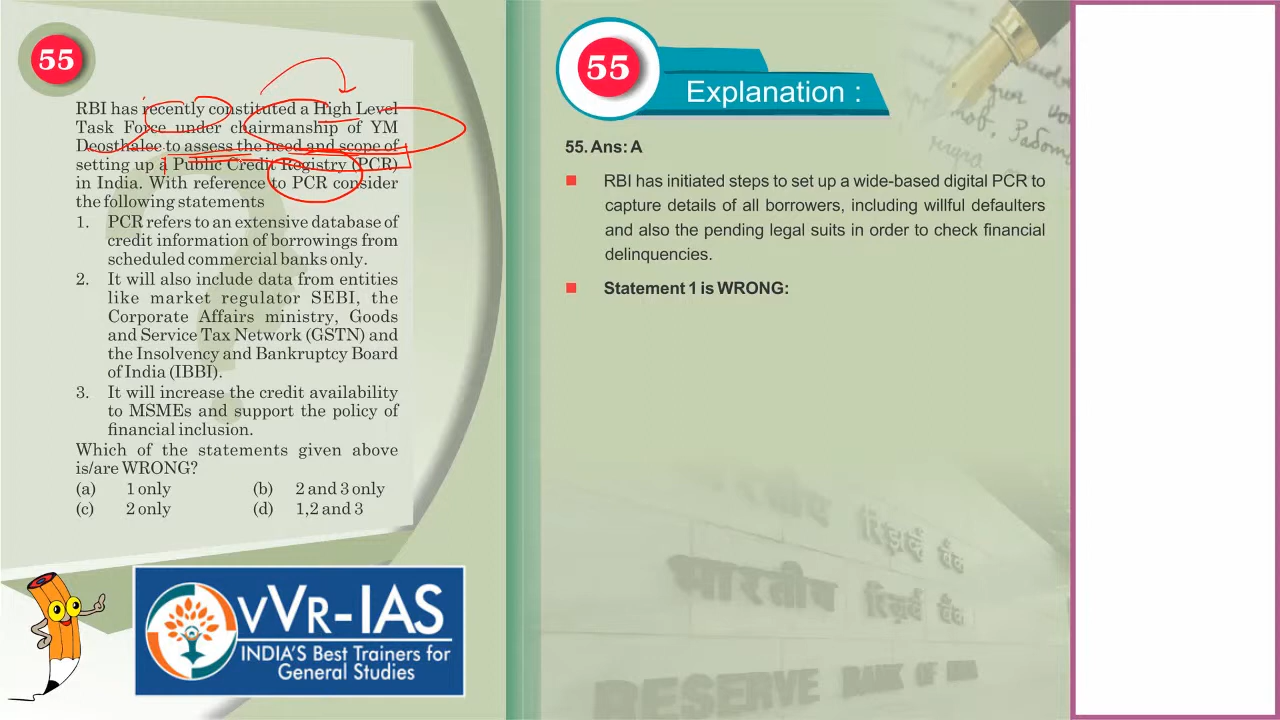 55
RBI has recently constituted a High Level
Task Force under chairmanship of YM
Deosthalee to assess the need and scope of
setting up a Public Credit Registry (PCR)
in India. With reference to PCR consider
the following statements
1. PCR refers to an extensive database of
credit information of borrowings from
scheduled commercial banks only.
2. It will also include data from entities
like market regulator SEBI, the
Corporate Affairs ministry, Goods
and Service Tax Network (GSTN) and
the Insolvency and Bankruptcy Board
of India (IBBI).
3. It will increase the credit availability
to MSMEs and support the policy of
financial inclusion.
Which of the statements given above
is/are WRONG?
(a) 1 only (b) 2 and 3 only
(c) 2 only (d) 1,2 and 3
vVr-IAS
INDIA'S Best Trainers for
General Studies
55
Explanation :
55. Ans: A
RBI has initiated steps to set up a wide-based digital PCR to
capture details of all borrowers, including willful defaulters
and also the pending legal suits in order to check financial
delinquencies.
Statement 1 is WRONG:
भारतीय रिज़र्व बैंक
भारतीय रिज़र्व बैंक
RESERVE BANK OF INDIA